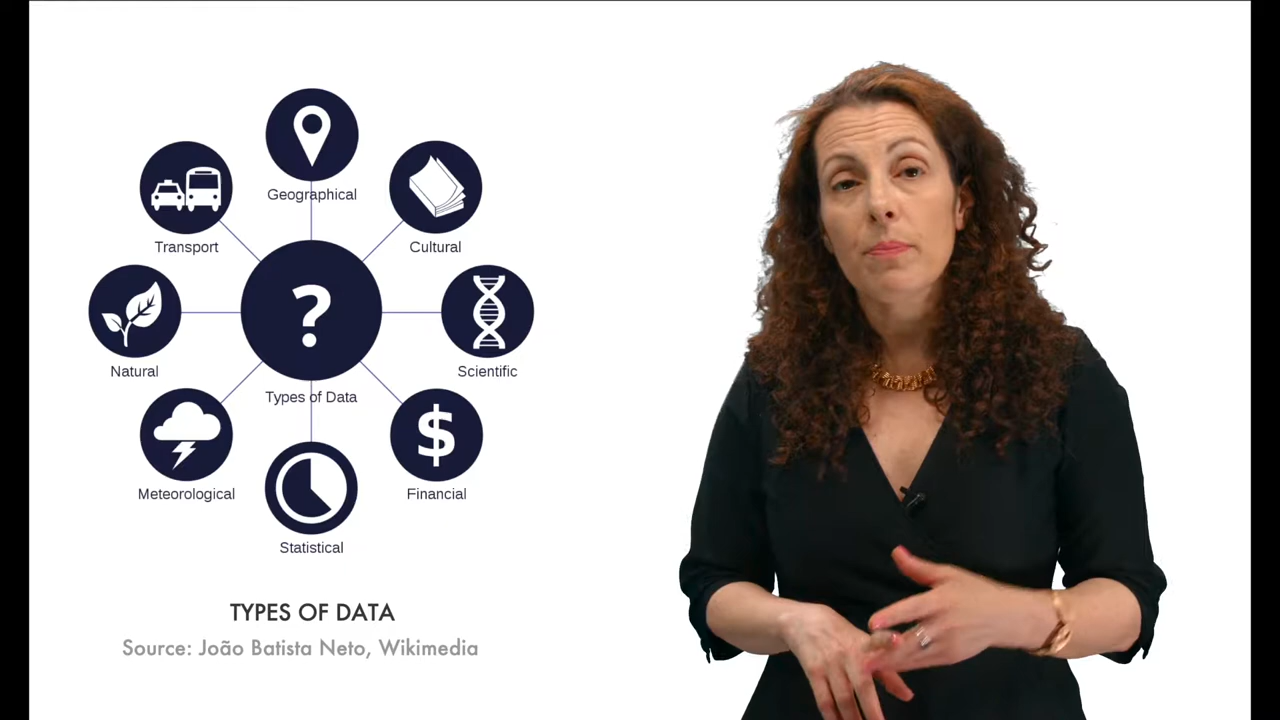 Geographical
Transport
Cultural
Natural
?
Scientific
Types of Data
Meteorological
$
Financial
Statistical
TYPES OF DATA
Source: João Batista Neto, Wikimedia